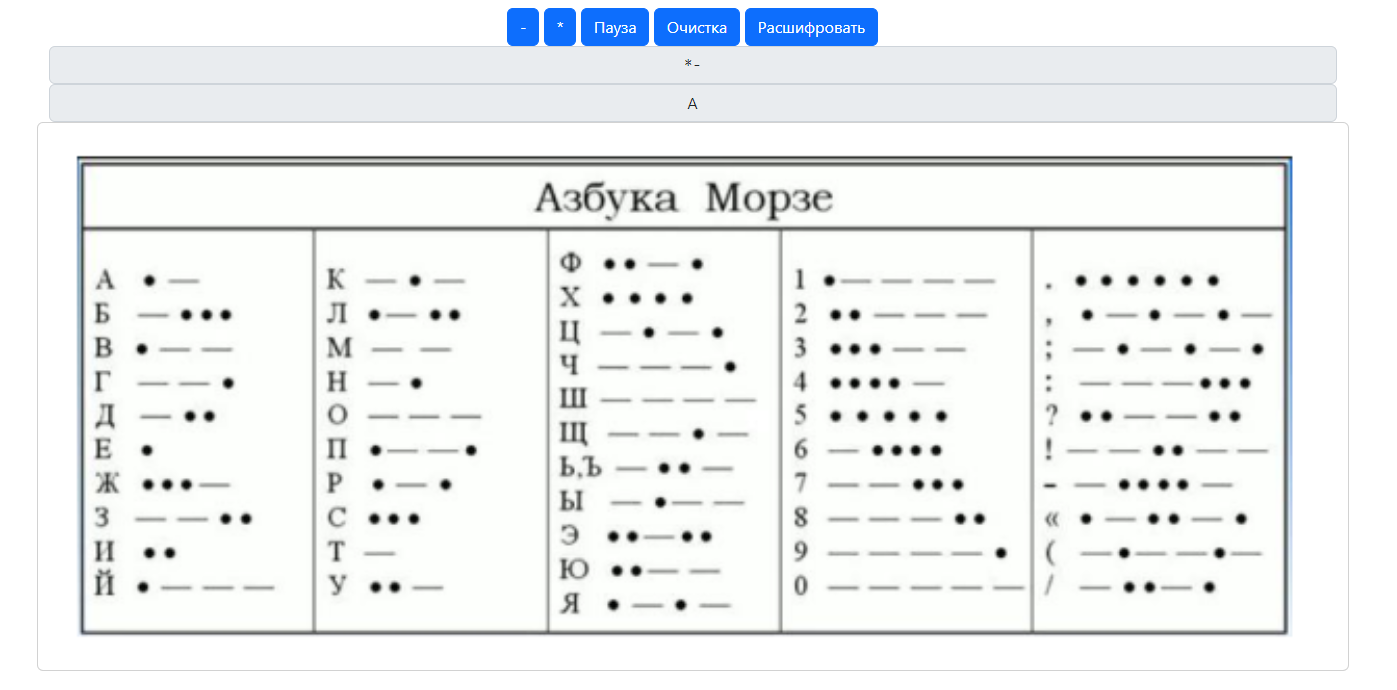 - * Пауза Очистка Расшифровать
*-
А
Азбука Морзе
А ● —
Б — ● ● ●
В ● — —
Г — — ●
Д — ● ●
Е ●
Ж ● ● ● —
З — — ● ●
И ● ●
Й ● — — —
К — ● —
Л ● — ● ●
М — —
Н — ●
О — — —
П ● — — ●
Р ● — ●
С ● ● ●
Т —
У ● ● —
Ф ● ● — ●
Х ● ● ● ●
Ц — ● — ●
Ч — — — ●
Ш — — — —
Щ — — ● —
Ь,Ъ — ● ● —
Ы — ● — —
Э ● ● — ● ●
Ю ● ● — —
Я ● — ● —
1 ● — — — —
2 ● ● — — —
3 ● ● ● — —
4 ● ● ● ● —
5 ● ● ● ● ●
6 — ● ● ● ●
7 — — ● ● ●
8 — — — ● ●
9 — — — — ●
0 — — — — —
. ● ● ● ● ● ●
, ● — ● — ● —
; — ● — ● — ●
: — — — ● ● ●
? ● ● — — ● ●
! — — ● ● — —
- — ● ● ● ● —
« ● — ● ● — ●
( — ● — — ● —
/ — ● ● — ●